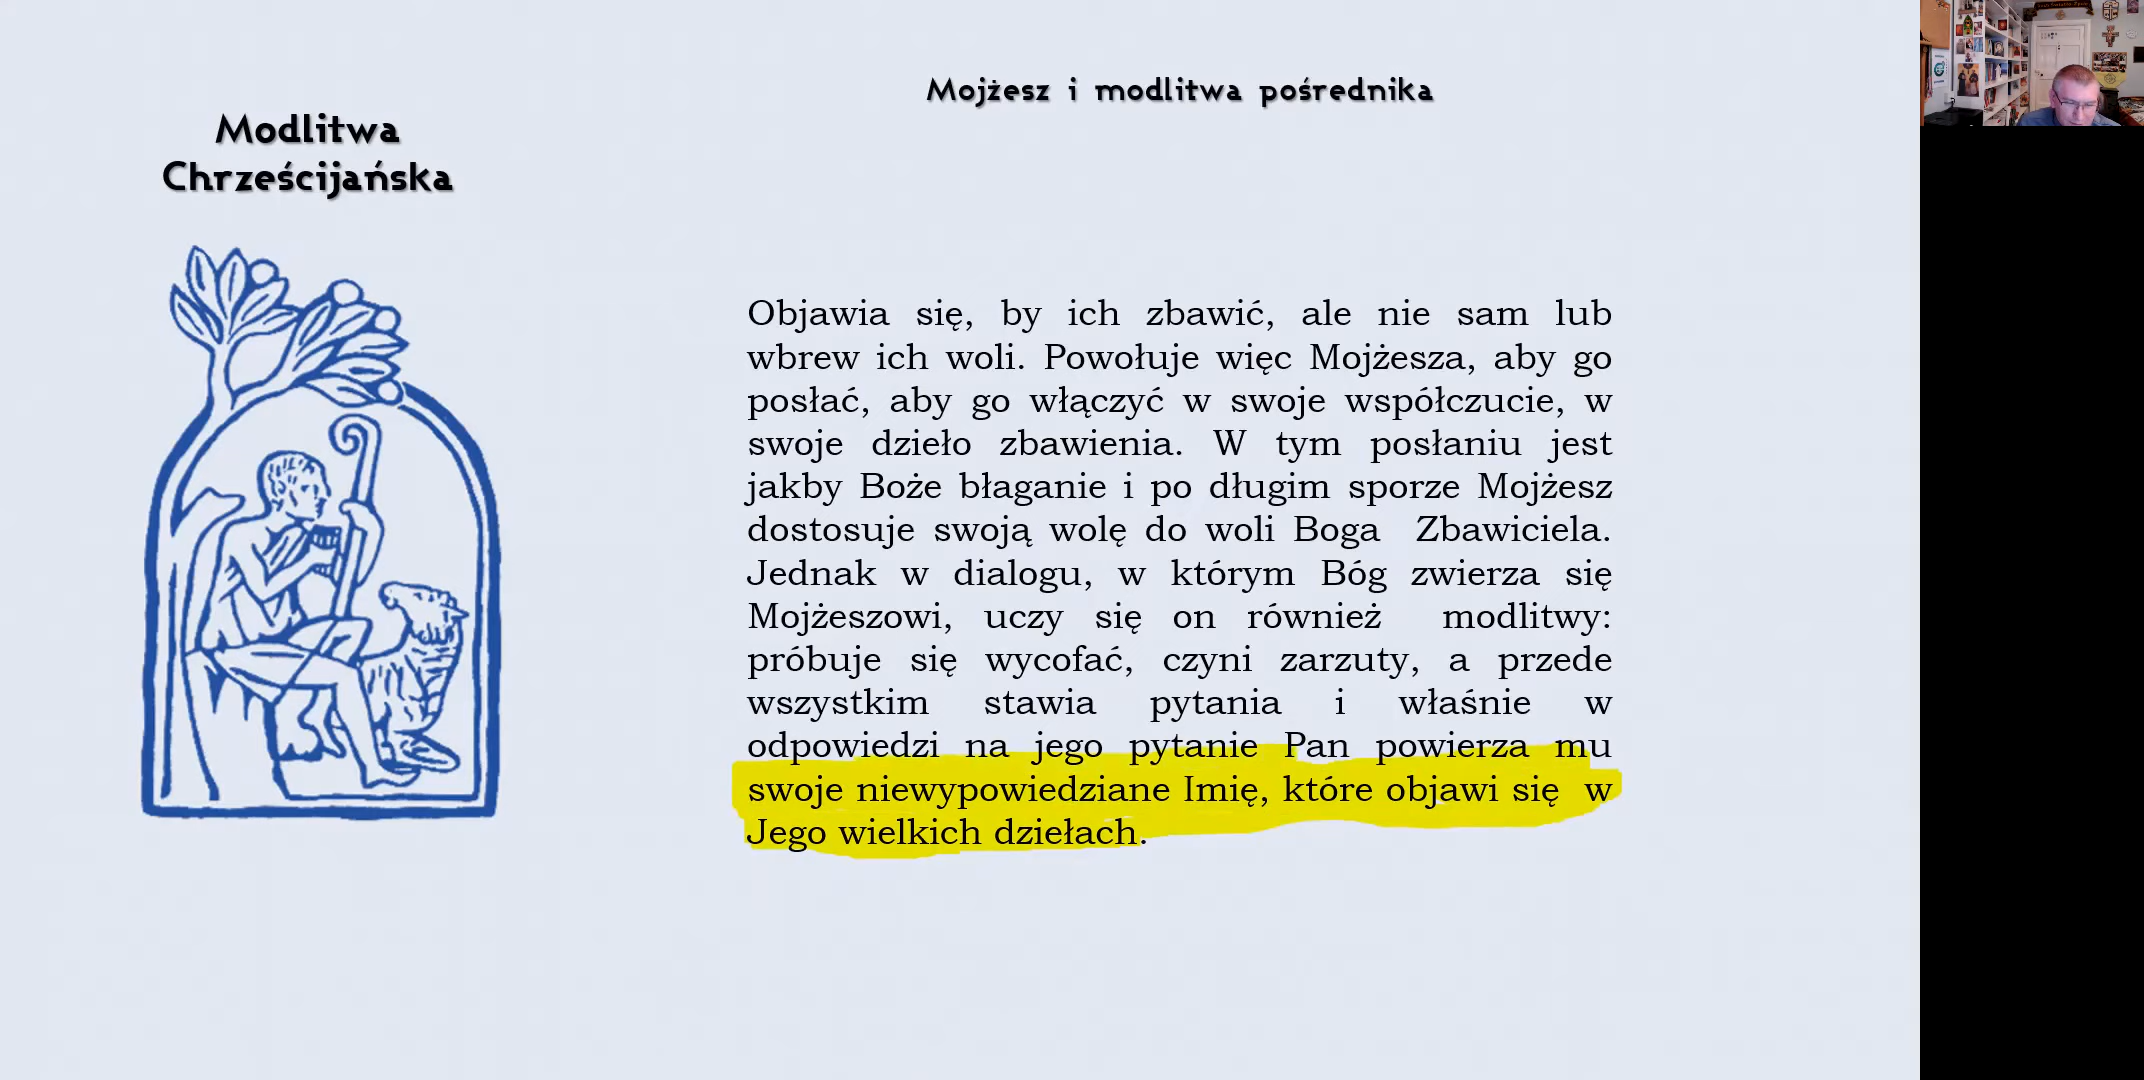 Mojżesz i modlitwa pośrednika
Modlitwa
Chrześcijańska
Objawia się, by ich zbawić, ale nie sam lub
wbrew ich woli. Powołuje więc Mojżesza, aby go
posłać, aby go włączyć w swoje współczucie, w
swoje dzieło zbawienia. W tym posłaniu jest
jakby Boże błaganie i po długim sporze Mojżesz
dostosuje swoją wolę do woli Boga Zbawiciela.
Jednak w dialogu, w którym Bóg zwierza się
Mojżeszowi, uczy się on również modlitwy:
próbuje się wycofać, czyni zarzuty, a przede
wszystkim stawia pytania i właśnie w
odpowiedzi na jego pytanie Pan powierza mu
swoje niewypowiedziane Imię, które objawi się w
Jego wielkich dziełach.